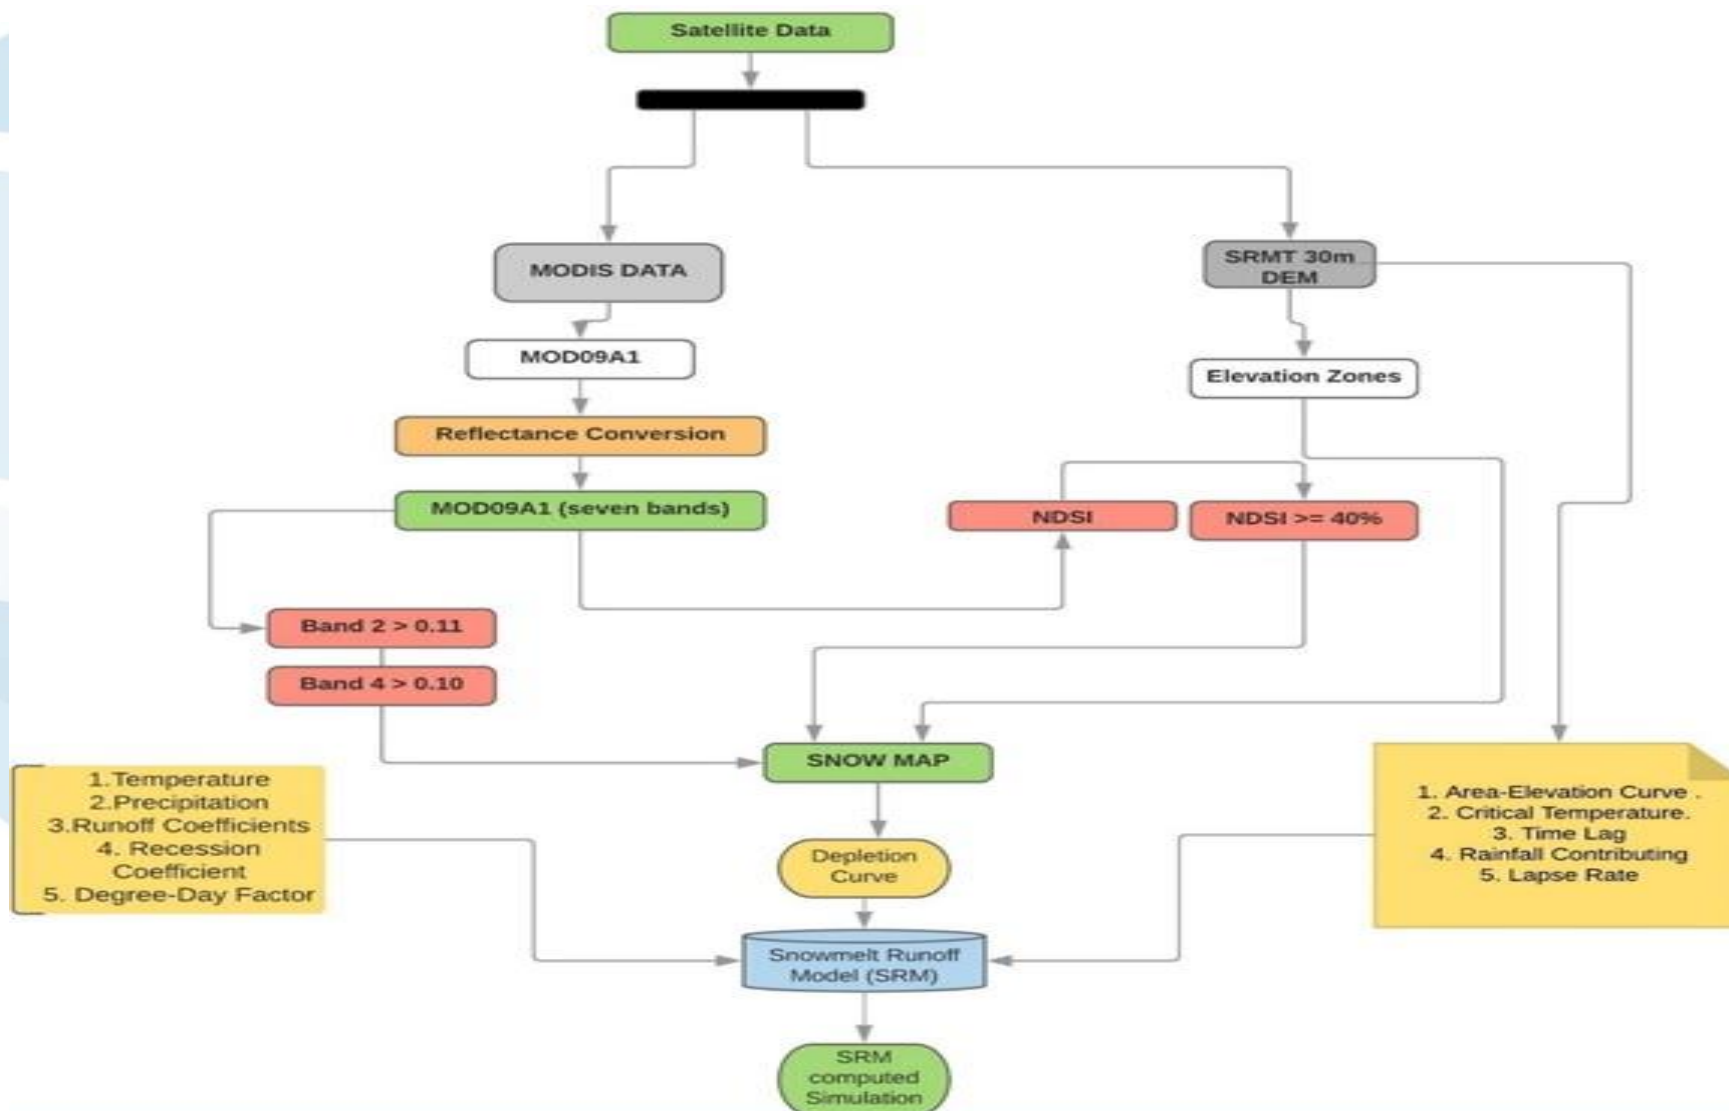 Satellite Data
MODIS DATA
SRMT 30m
DEM
MOD09A1
Elevation Zones
Reflectance Conversion
MOD09A1 (seven bands)
NDSI
NDSI >= 40%
Band 2 > 0.11
Band 4 > 0.10
SNOW MAP
1.Temperature
2.Precipitation
3.Runoff Coefficients
4. Recession
Coefficient
5. Degree-Day Factor
1. Area-Elevation Curve .
2. Critical Temperature.
3. Time Lag
4. Rainfall Contributing
5. Lapse Rate
Depletion
Curve
Snowmelt Runoff
Model (SRM)
SRM
computed
Simulation